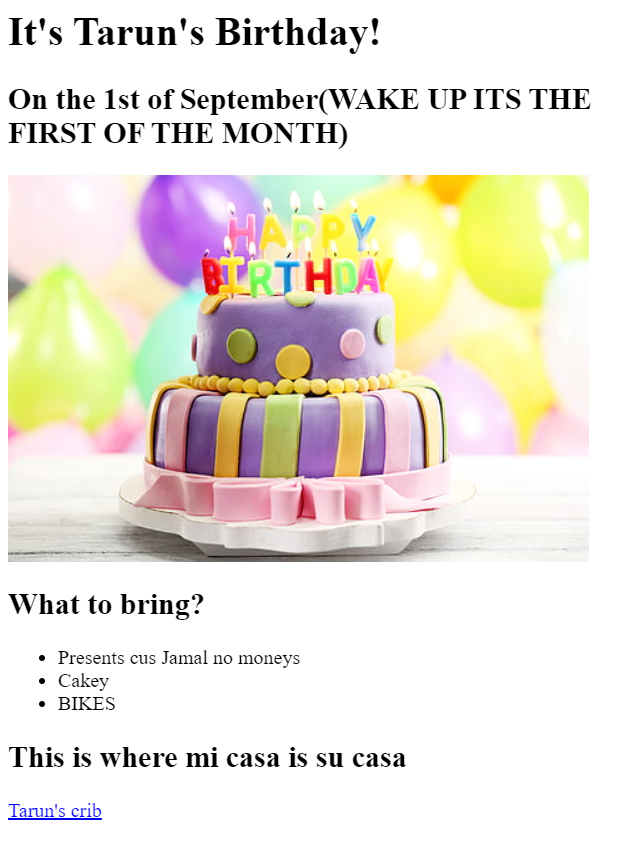 It's Tarun's Birthday!
On the 1st of September(WAKE UP ITS THE
FIRST OF THE MONTH)
HAPPY
BIRTHDAY
What to bring?
Presents cus Jamal no moneys
Cakey
BIKES
This is where mi casa is su casa
Tarun's crib